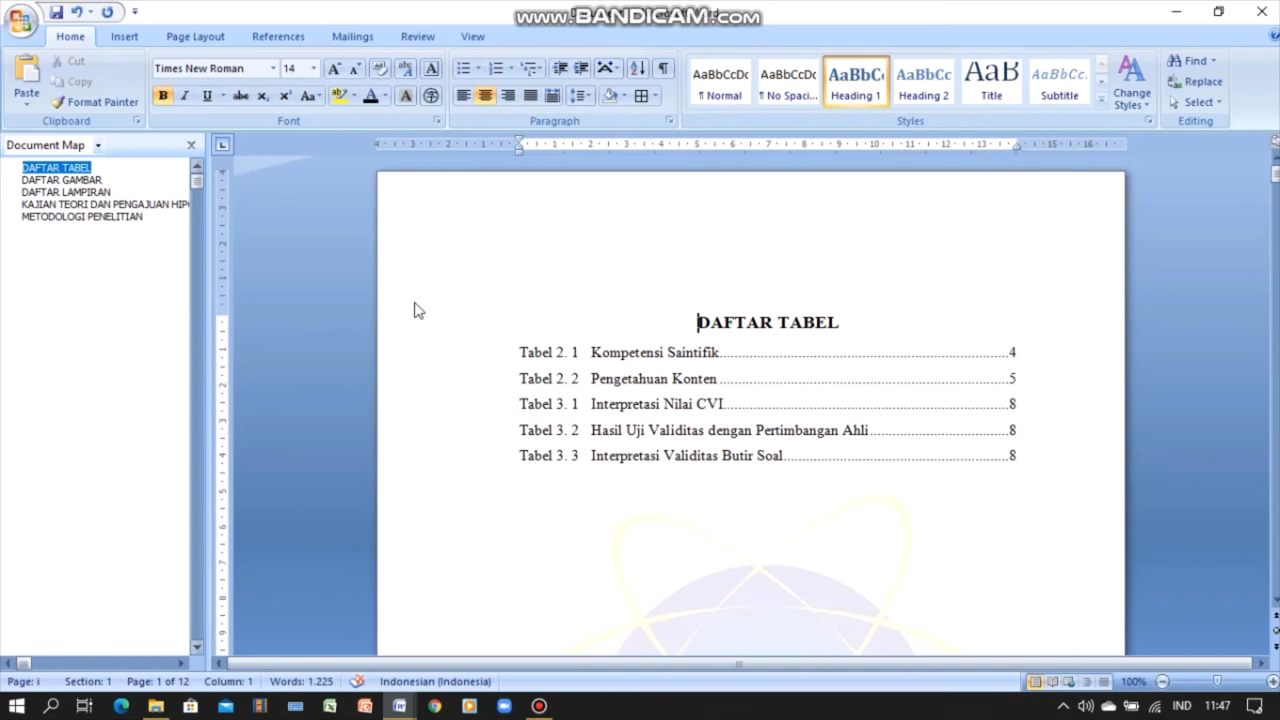 www.BANDICAM.com
Home Insert Page Layout References Mailings Review View
Paste
Cut
Copy
Format Painter
Clipboard
Times New Roman 14
Font
Paragraph
AaBbCcDc AaBbCcDc AaBbCc AaBbCc AaB AaBbCc.
¶ Normal ¶ No Spaci... Heading 1 Heading 2 Title Subtitle
Change Styles
Styles
Find
Replace
Select
Editing
Document Map
DAFTAR TABEL
DAFTAR GAMBAR
DAFTAR LAMPIRAN
KAJIAN TEORI DAN PENGAJUAN HIP
METODOLOGI PENELITIAN
DAFTAR TABEL
Tabel 2. 1 Kompetensi Saintifik 4
Tabel 2. 2 Pengetahuan Konten 5
Tabel 3. 1 Interpretasi Nilai CVI 8
Tabel 3. 2 Hasil Uji Validitas dengan Pertimbangan Ahli 8
Tabel 3. 3 Interpretasi Validitas Butir Soal 8
Page: i Section: 1 Page: 1 of 12 Column: 1 Words: 1.225 Indonesian (Indonesia) 100%
IND 11:47